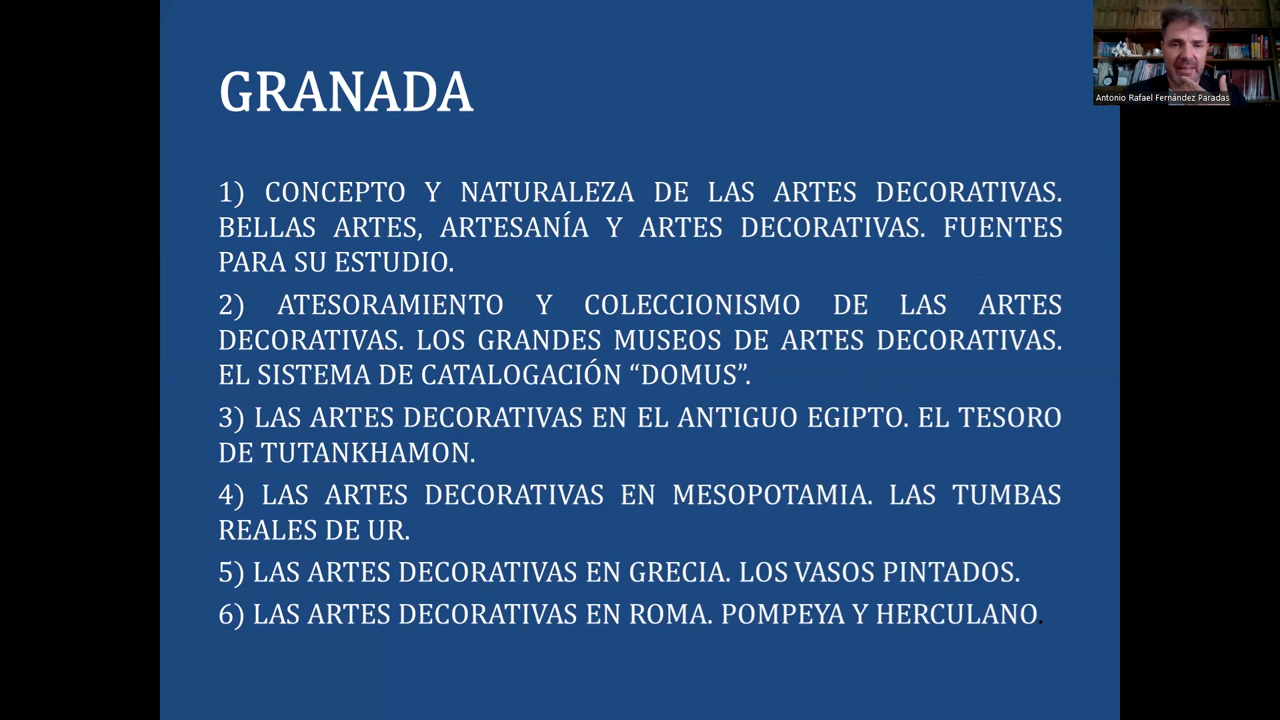 GRANADA
1) CONCEPTO Y NATURALEZA DE LAS ARTES DECORATIVAS.
BELLAS ARTES, ARTESANÍA Y ARTES DECORATIVAS. FUENTES
PARA SU ESTUDIO.
2) ATESORAMIENTO Y COLECCIONISMO DE LAS ARTES
DECORATIVAS. LOS GRANDES MUSEOS DE ARTES DECORATIVAS.
EL SISTEMA DE CATALOGACIÓN “DOMUS”.
3) LAS ARTES DECORATIVAS EN EL ANTIGUO EGIPTO. EL TESORO
DE TUTANKHAMON.
4) LAS ARTES DECORATIVAS EN MESOPOTAMIA. LAS TUMBAS
REALES DE UR.
5) LAS ARTES DECORATIVAS EN GRECIA. LOS VASOS PINTADOS.
6) LAS ARTES DECORATIVAS EN ROMA. POMPEYA Y HERCULANO.
Antonio Rafael Fernández Paradas